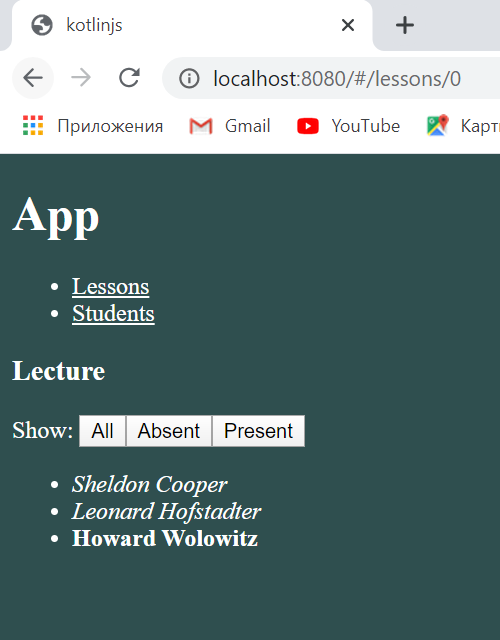 kotlinjs
localhost:8080/#/lessons/0
Приложения Gmail YouTube
App
Lessons
Students
Lecture
Show: All Absent Present
Sheldon Cooper
Leonard Hofstadter
Howard Wolowitz